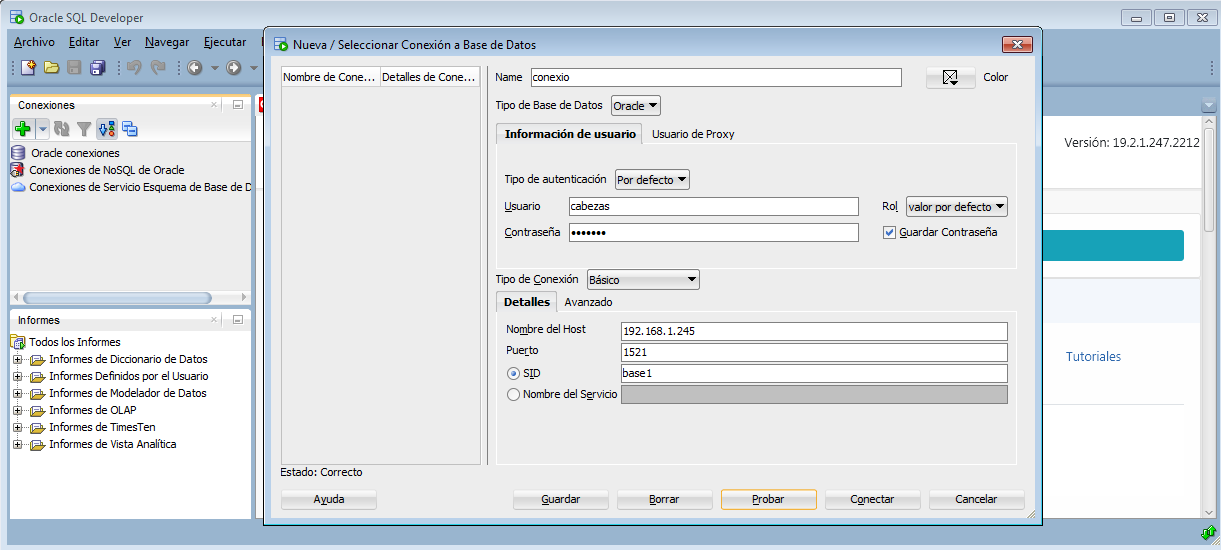 Oracle SQL Developer
Archivo Editar Ver Navegar Ejecutar
Conexiones
Oracle conexiones
Conexiones de NoSQL de Oracle
Conexiones de Servicio Esquema de Base de D
Informes
Todos los Informes
Informes de Diccionario de Datos
Informes Definidos por el Usuario
Informes de Modelador de Datos
Informes de OLAP
Informes de TimesTen
Informes de Vista Analítica
Nueva / Seleccionar Conexión a Base de Datos
Nombre de Cone... Detalles de Cone...
Name conexio Color
Tipo de Base de Datos Oracle
Información de usuario Usuario de Proxy
Tipo de autenticación Por defecto
Usuario cabezas Rol valor por defecto
Contraseña ••••••• Guardar Contraseña
Tipo de Conexión Básico
Detalles Avanzado
Nombre del Host 192.168.1.245
Puerto 1521
SID base1
Nombre del Servicio
Estado: Correcto
Ayuda Guardar Borrar Probar Conectar Cancelar
Versión: 19.2.1.247.2212
Tutoriales